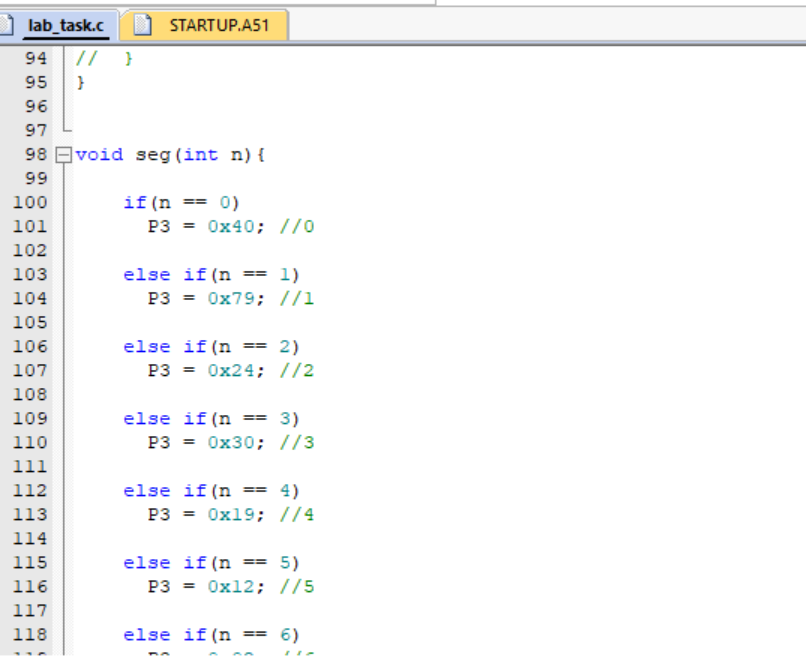 lab_task.c STARTUP.A51
94 // }
95 }
96
97
98 void seg(int n){
99
100 if(n == 0)
101 P3 = 0x40; //0
102
103 else if(n == 1)
104 P3 = 0x79; //1
105
106 else if(n == 2)
107 P3 = 0x24; //2
108
109 else if(n == 3)
110 P3 = 0x30; //3
111
112 else if(n == 4)
113 P3 = 0x19; //4
114
115 else if(n == 5)
116 P3 = 0x12; //5
117
118 else if(n == 6)